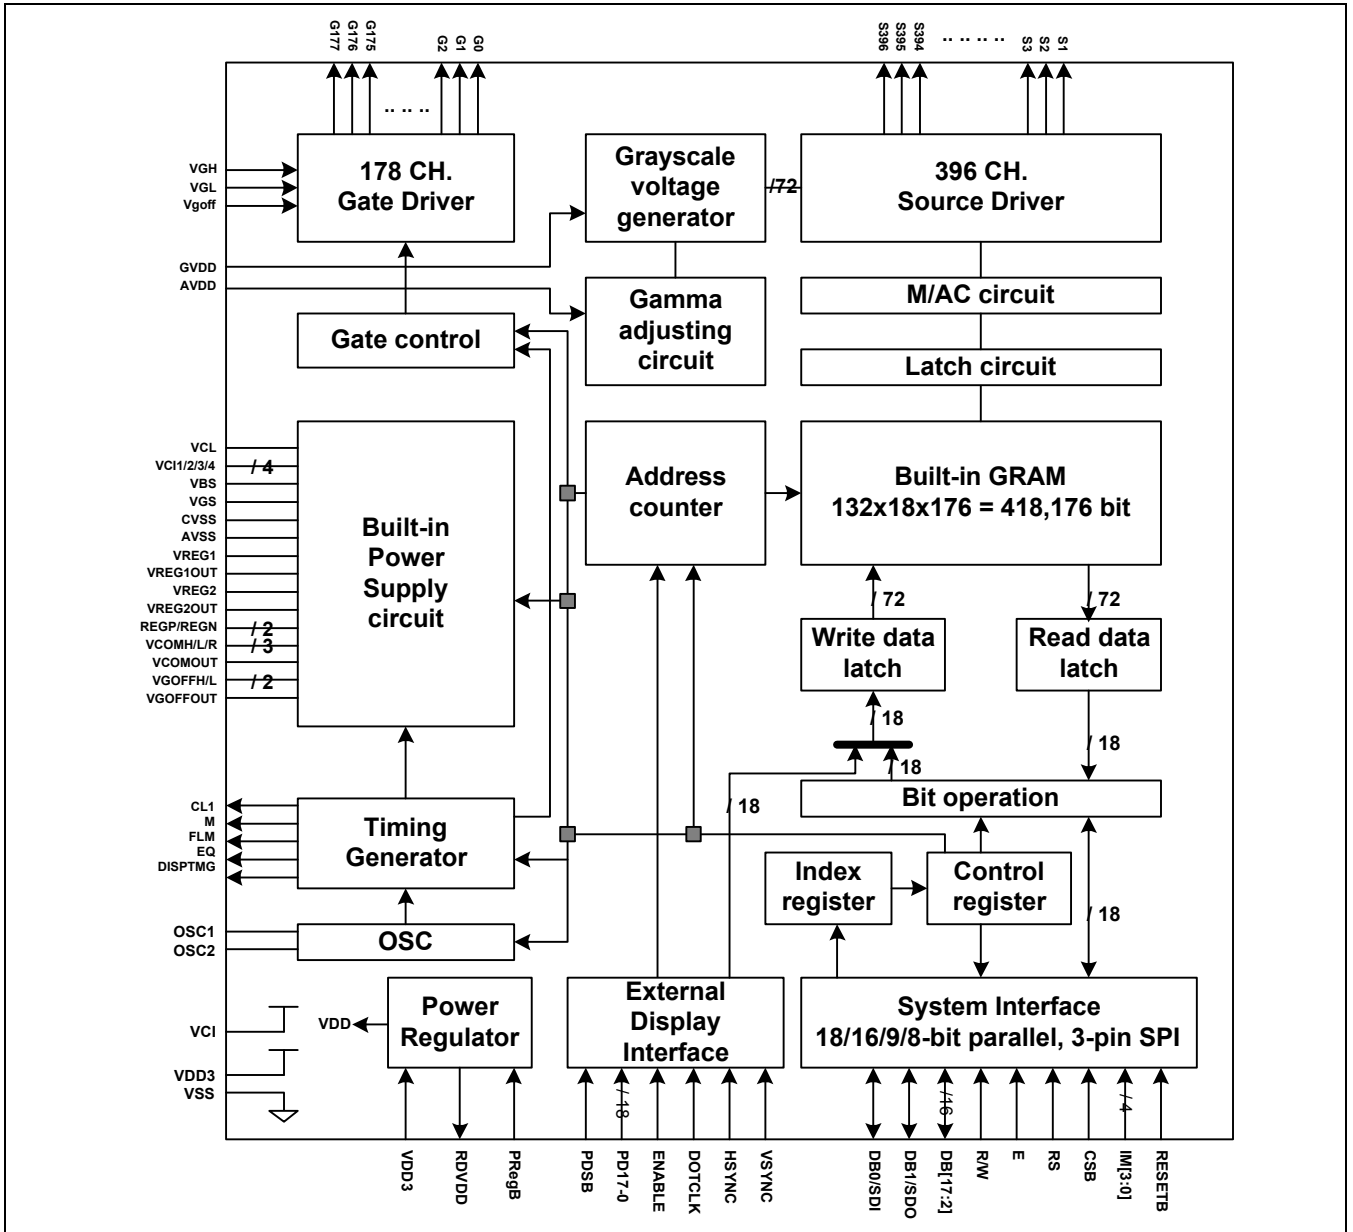 G177
G176
G175
.. .. ..
G2
G1
G0
S396
S395
S394
.. .. .. ..
S3
S2
S1
VGH
VGL
Vgoff
178 CH.
Gate Driver
Grayscale
voltage
generator
/72
396 CH.
Source Driver
GVDD
AVDD
Gate control
Gamma
adjusting
circuit
M/AC circuit
Latch circuit
VCL
VCI1/2/3/4
/ 4
VBS
VGS
CVSS
AVSS
VREG1
VREG1OUT
VREG2
VREG2OUT
REGP/REGN
/ 2
VCOMH/L/R
/ 3
VCOMOUT
VGOFFH/L
/ 2
VGOFFOUT
Built-in
Power
Supply
circuit
Address
counter
Built-in GRAM
132x18x176 = 418,176 bit
/ 72
/ 72
Write data
latch
Read data
latch
/ 18
/ 18
/ 18
/ 18
Bit operation
CL1
M
FLM
EQ
DISPTMG
Timing
Generator
Index
register
Control
register
/ 18
OSC1
OSC2
OSC
VCI
VDD3
VSS
VDD
Power
Regulator
External
Display
Interface
System Interface
18/16/9/8-bit parallel, 3-pin SPI
/ 18
/16
/ 4
VDD3
RDVDD
PRegB
PDSB
PD17-0
ENABLE
DOTCLK
HSYNC
VSYNC
DB0/SDI
DB1/SDO
DB[17:2]
R/W
E
RS
CSB
IM[3:0]
RESETB